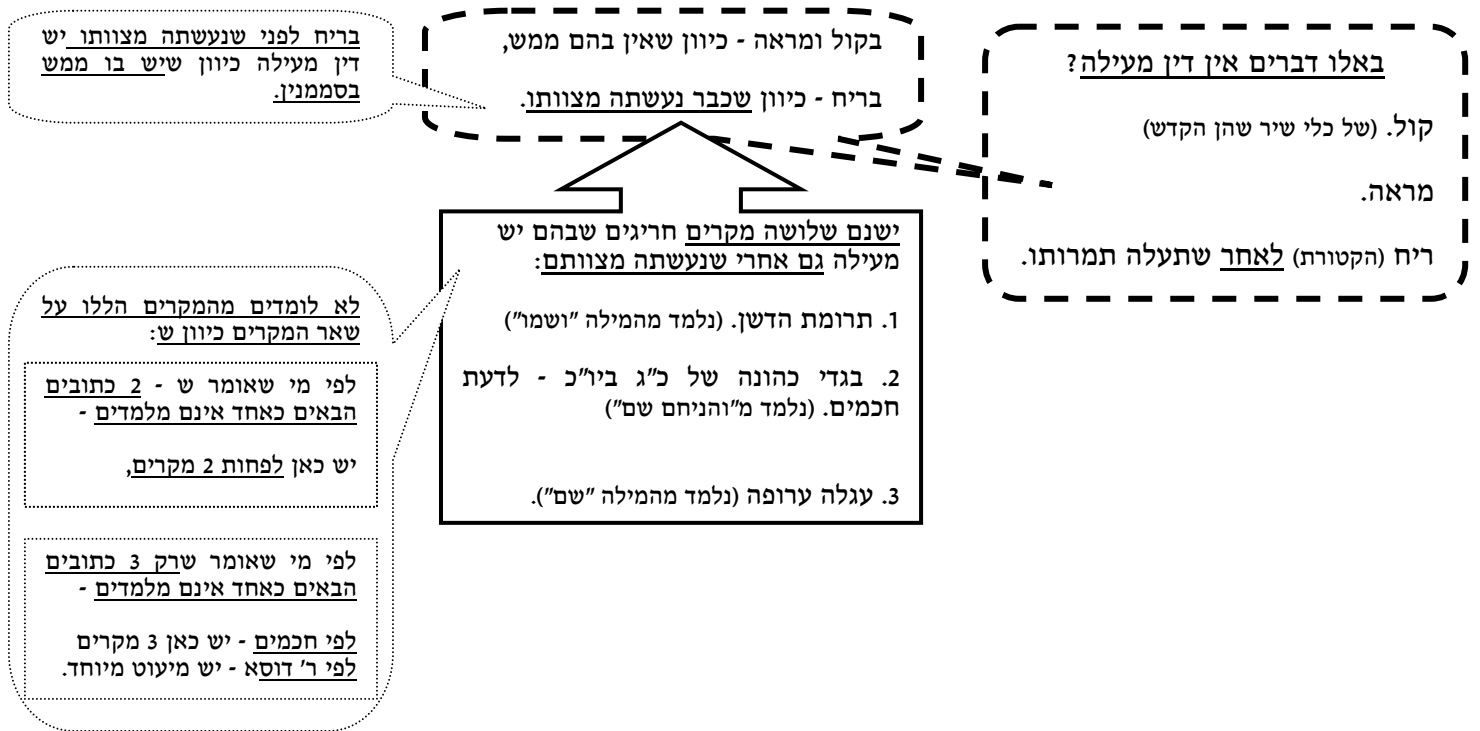 באלו דברים אין דין מעילה?
קול. (של כלי שיר שהן הקדש)
מראה.
ריח (הקטורת) לאחר שתעלה תמרותו.
בקול ומראה - כיוון שאין בהם ממש,
בריח - כיוון שכבר נעשתה מצוותו.
בריח לפני שנעשתה מצוותו יש
דין מעילה כיוון שיש בו ממש
בסממנין.
ישנם שלושה מקרים חריגים שבהם יש
מעילה גם אחרי שנעשתה מצוותם:
1. תרומת הדשן. (נלמד מהמילה "ושמו")
2. בגדי כהונה של כ"ג ביו"כ - לדעת
חכמים. (נלמד מ"והניחם שם")
3. עגלה ערופה (נלמד מהמילה "שם").
לא לומדים מהמקרים הללו על
שאר המקרים כיוון ש:
לפי מי שאומר ש - 2 כתובים
הבאים כאחד אינם מלמדים -
יש כאן לפחות 2 מקרים,
לפי מי שאומר שרק 3 כתובים
הבאים כאחד אינם מלמדים -
לפי חכמים - יש כאן 3 מקרים
לפי ר' דוסא - יש מיעוט מיוחד.